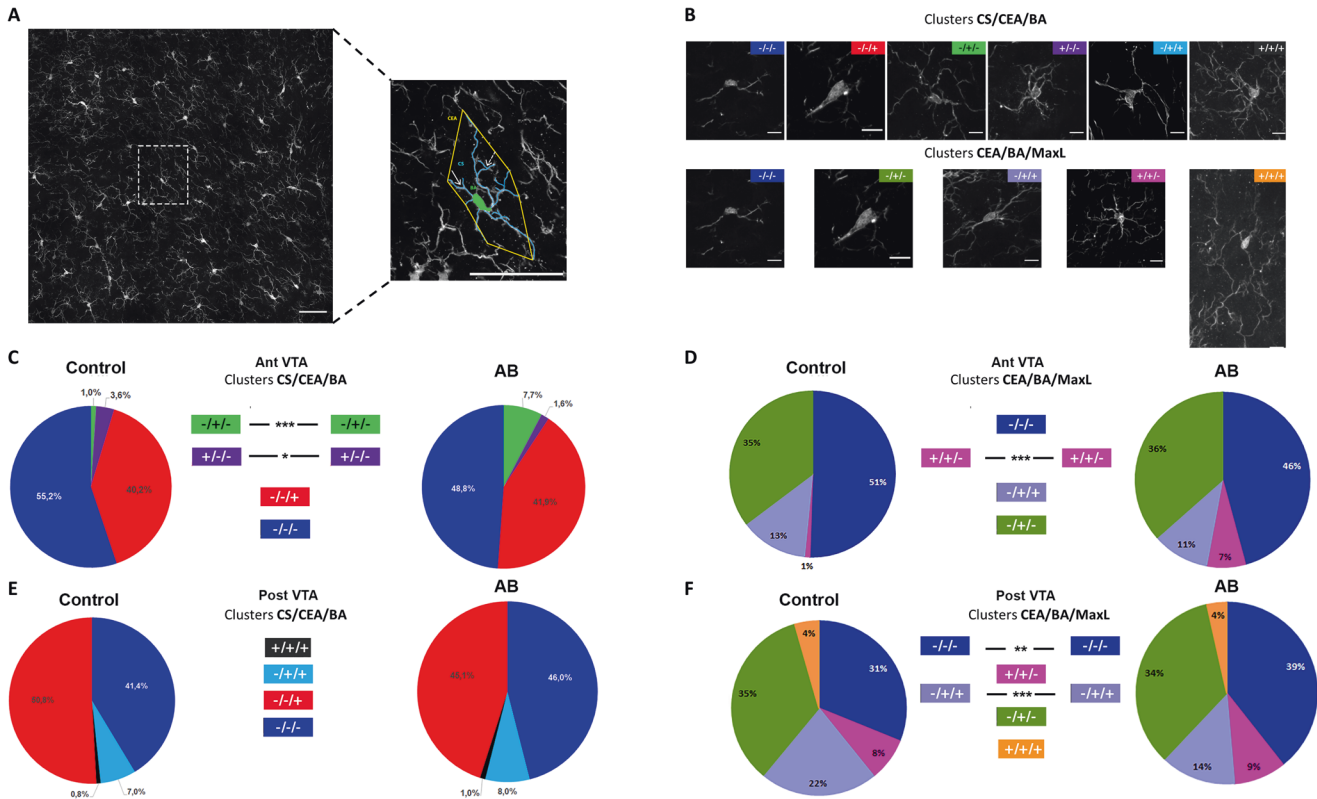 A
CEA
CS
BA
B
Clusters CS/CEA/BA
-/-/-
-/-/+
-/+/-
+/-/-
-/+/+
+/+/+
Clusters CEA/BA/MaxL
-/-/-
-/+/-
-/+/+
+/+/-
+/+/+
C
Control
Ant VTA
Clusters CS/CEA/BA
AB
1,0%
3,6%
40,2%
55,2%
-/+/- *** -/+/-
+/-/- * +/-/-
-/-/+
-/-/-
7,7%
1,6%
41,9%
48,8%
D
Control
Ant VTA
Clusters CEA/BA/MaxL
AB
35%
51%
13%
1%
-/-/-
+/+/- *** +/+/-
-/+/+
-/+/-
36%
46%
11%
7%
E
Control
Post VTA
Clusters CS/CEA/BA
AB
41,4%
0,8%
7,0%
+/+/+
-/+/+
-/-/+
-/-/-
45,1%
46,0%
1,0%
8,0%
F
Control
Post VTA
Clusters CEA/BA/MaxL
AB
4%
31%
35%
8%
22%
-/-/- ** -/-/-
+/+/-
-/+/+ *** -/+/+
-/+/-
+/+/+
4%
39%
34%
14%
9%